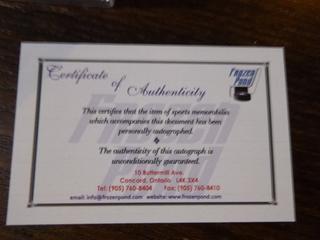 Certificate
of
Authenticity
Frozen
Pond
This certifies that the item of sports memorabilia
which accompanies this document has been
personally autographed.
The authenticity of this autograph is
unconditionally guaranteed.
10 Buttermill Ave.
Concord, Ontario L4K 3X4
Tel: (905) 760-8404 Fax: (905) 760-8410
email: info@frozenpond.com website: www.frozenpond.com
Frozen
Pond